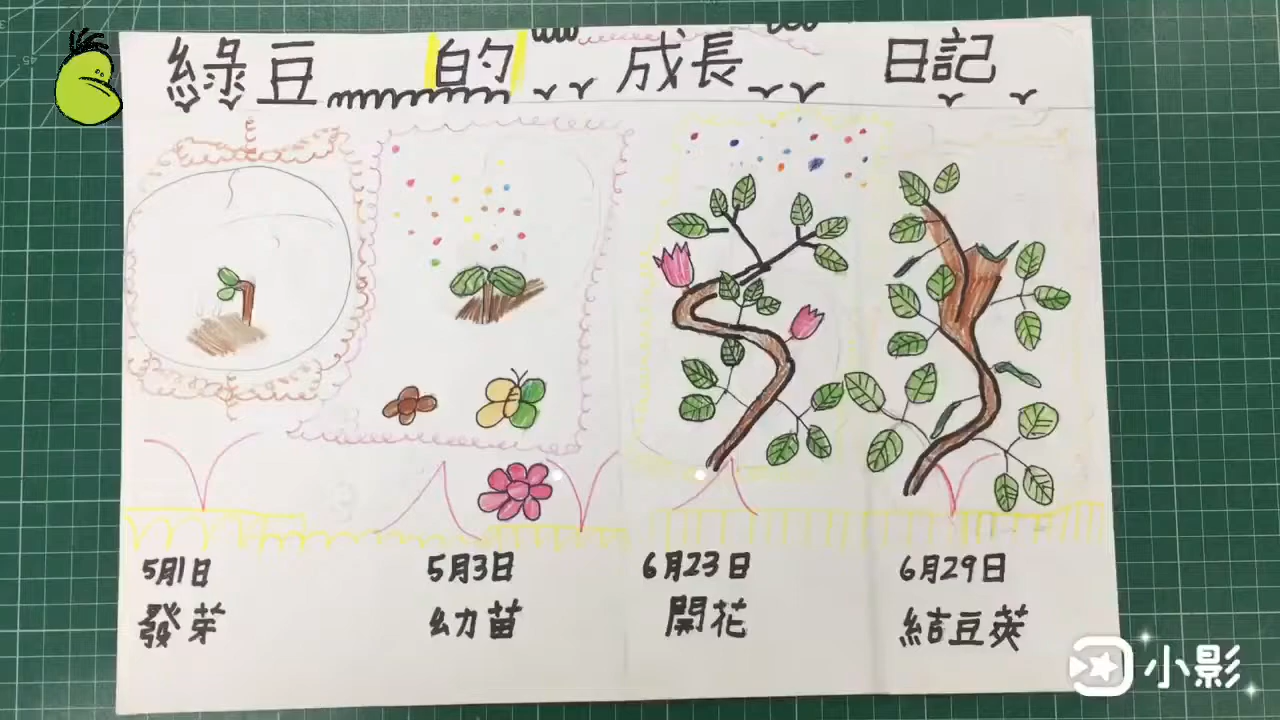 綠豆的成長日記
5月1日
發芽
5月3日
幼苗
6月23日
開花
6月29日
結豆莢
小影